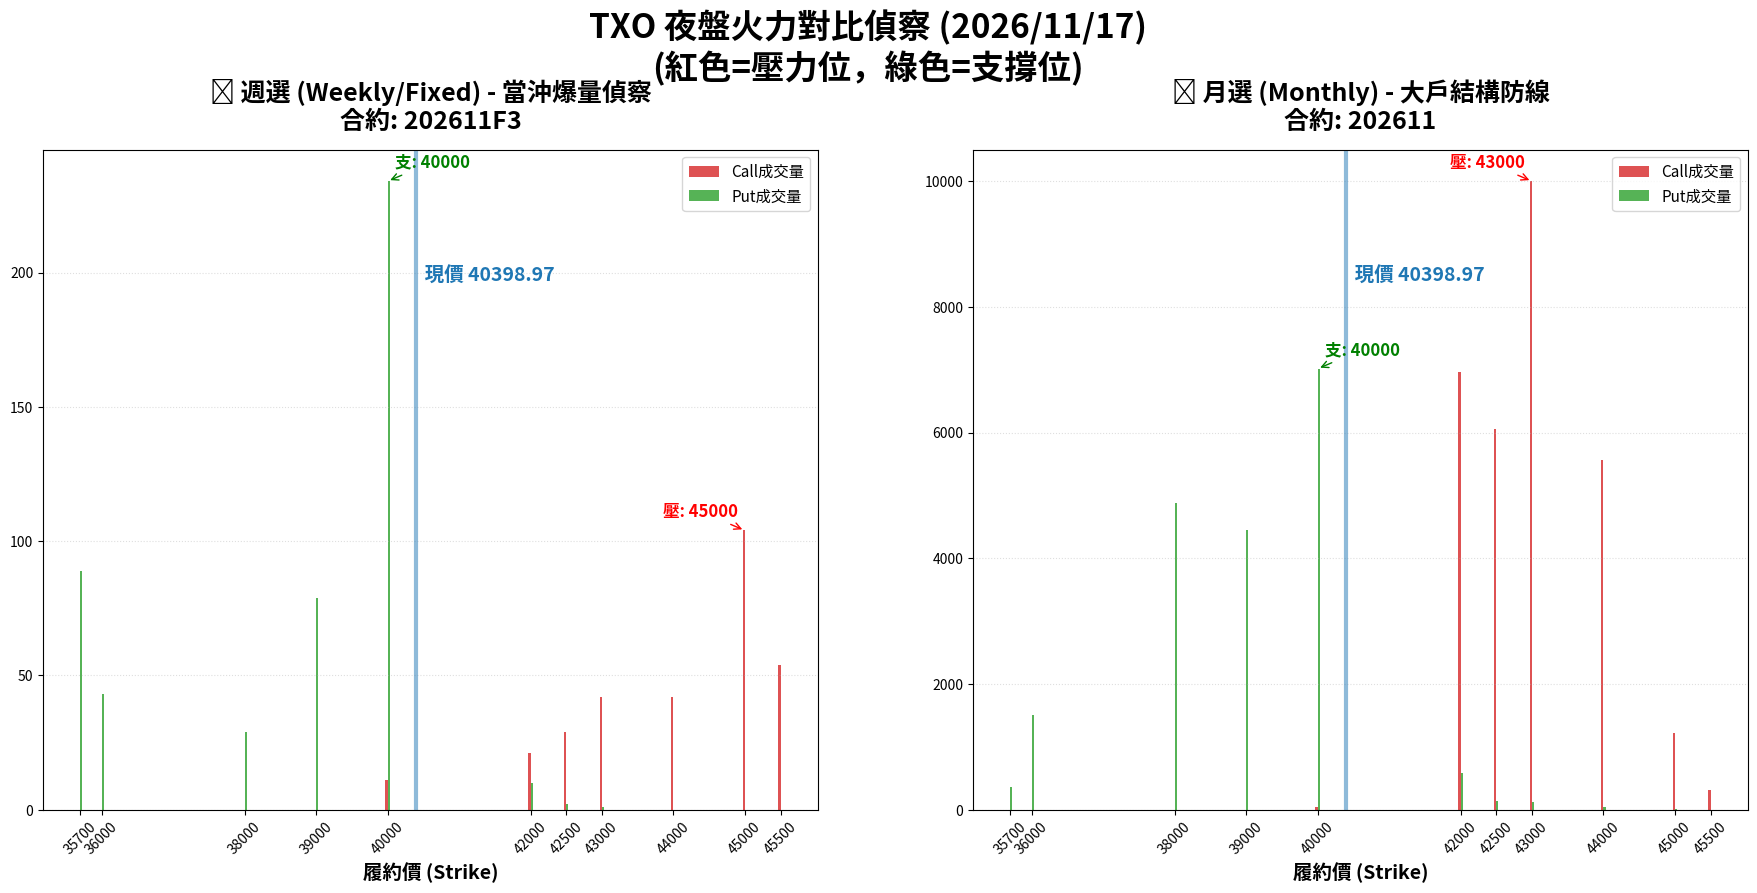 TXO 夜盤火力對比偵察 (2026/11/17)
(紅色=壓力位，綠色=支撐位)
週選 (Weekly/Fixed) - 當沖爆量偵察
合約: 202611F3
支: 40000
Call成交量
Put成交量
現價 40398.97
壓: 45000
200
150
100
50
0
35700
36000
38000
39000
40000
42000
42500
43000
44000
45000
45500
履約價 (Strike)
月選 (Monthly) - 大戶結構防線
合約: 202611
壓: 43000
Call成交量
Put成交量
現價 40398.97
支: 40000
10000
8000
6000
4000
2000
0
35700
36000
38000
39000
40000
42000
42500
43000
44000
45000
45500
履約價 (Strike)